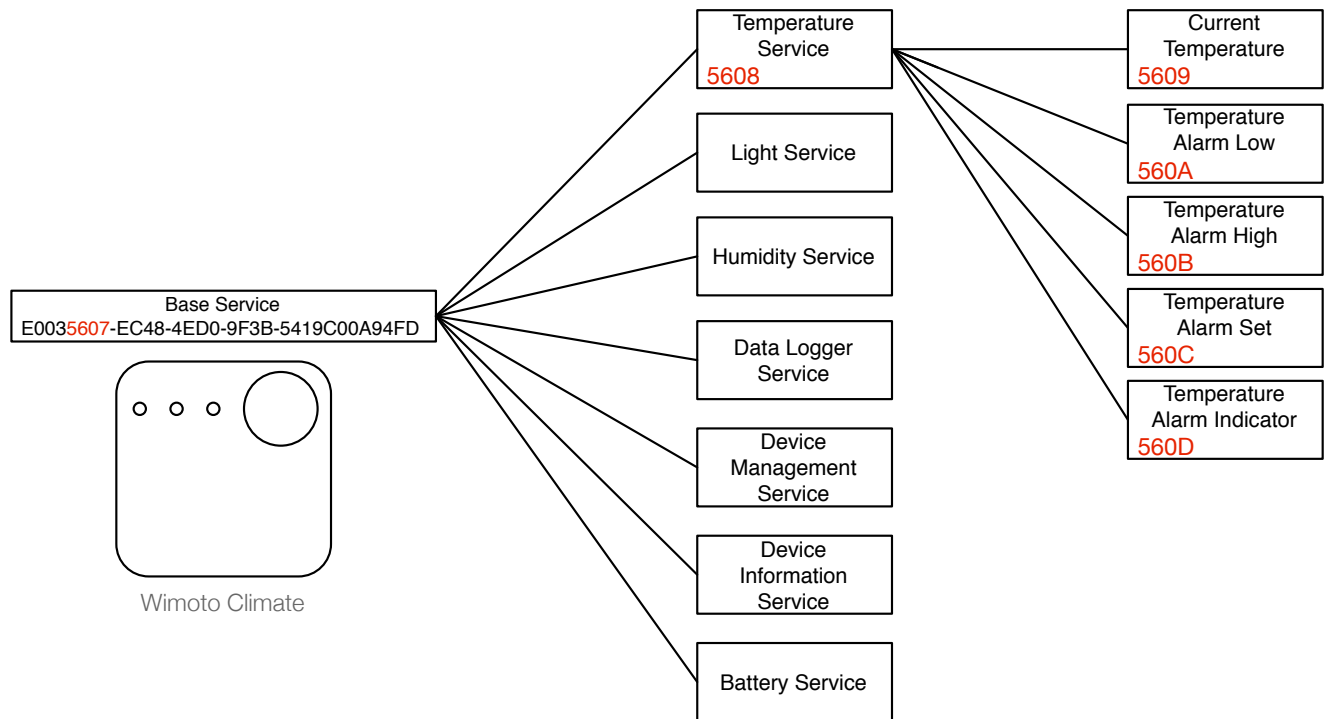 Base Service
E0035607-EC48-4ED0-9F3B-5419C00A94FD
Wimoto Climate
Temperature
Service
5608
Light Service
Humidity Service
Data Logger
Service
Device
Management
Service
Device
Information
Service
Battery Service
Current
Temperature
5609
Temperature
Alarm Low
560A
Temperature
Alarm High
560B
Temperature
Alarm Set
560C
Temperature
Alarm Indicator
560D